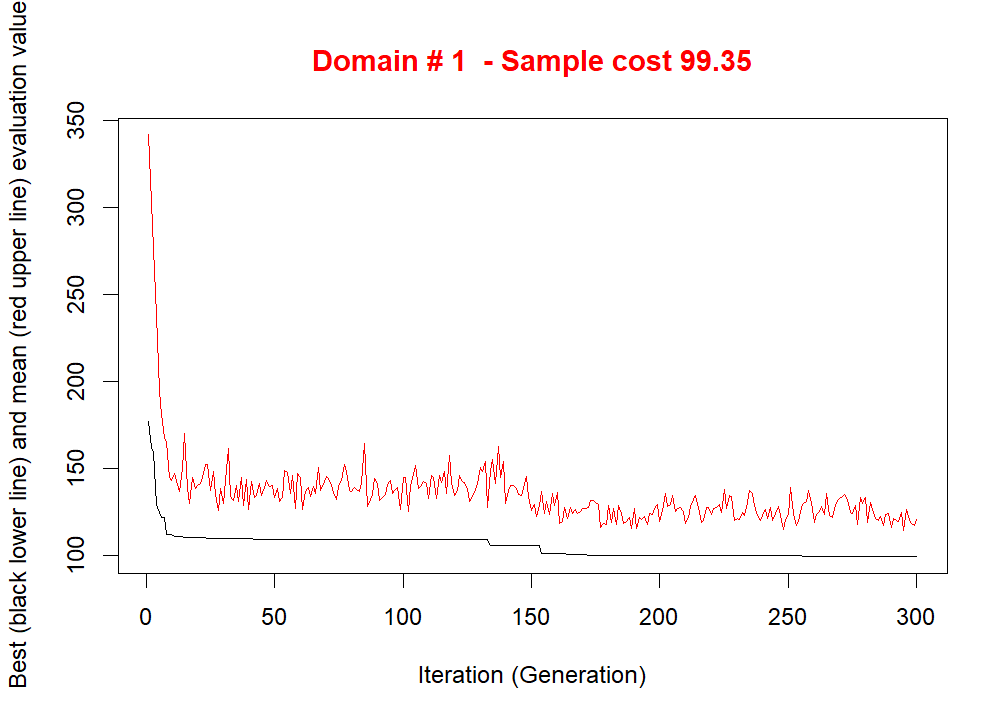 Domain # 1  - Sample cost 99.35
Best (black lower line) and mean (red upper line) evaluation value
350
300
250
200
150
100
0 50 100 150 200 250 300
Iteration (Generation)